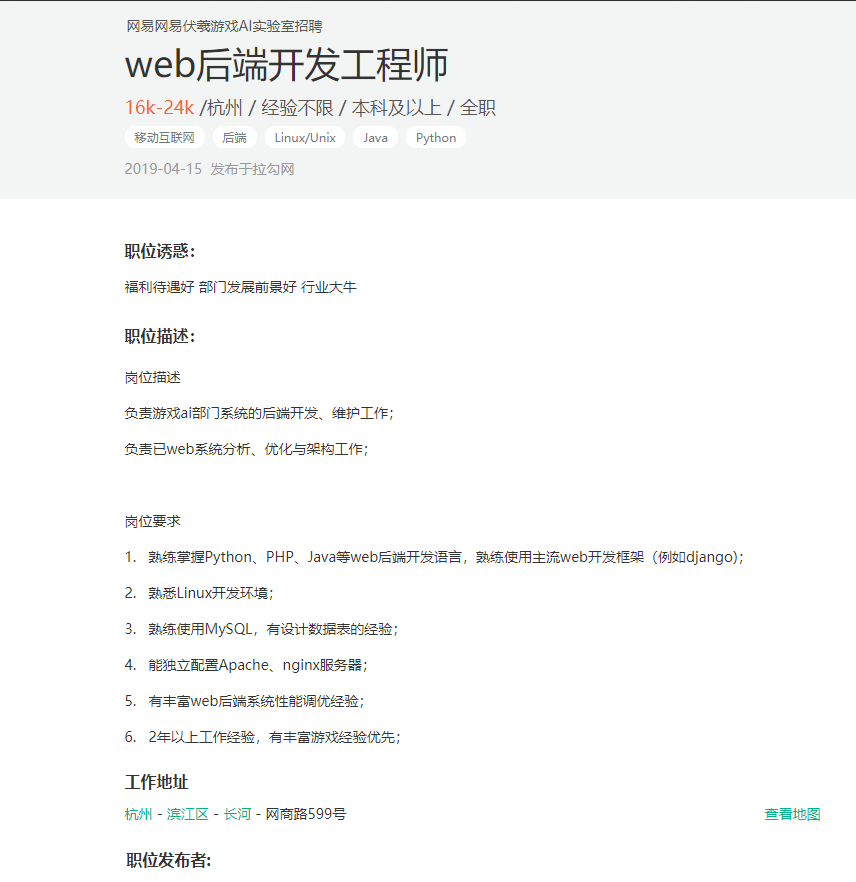 网易网易伏羲游戏AI实验室招聘
web后端开发工程师
16k-24k /杭州 / 经验不限 / 本科及以上 / 全职
移动互联网 后端 Linux/Unix Java Python
2019-04-15 发布于拉勾网
职位诱惑：
福利待遇好 部门发展前景好 行业大牛
职位描述：
岗位描述
负责游戏ai部门系统的后端开发、维护工作；
负责已web系统分析、优化与架构工作；
岗位要求
1. 熟练掌握Python、PHP、Java等web后端开发语言，熟练使用主流web开发框架（例如django）；
2. 熟悉Linux开发环境；
3. 熟练使用MySQL，有设计数据表的经验；
4. 能独立配置Apache、nginx服务器；
5. 有丰富web后端系统性能调优经验；
6. 2年以上工作经验，有丰富游戏经验优先；
工作地址
杭州 - 滨江区 - 长河 - 网商路599号 查看地图
职位发布者: